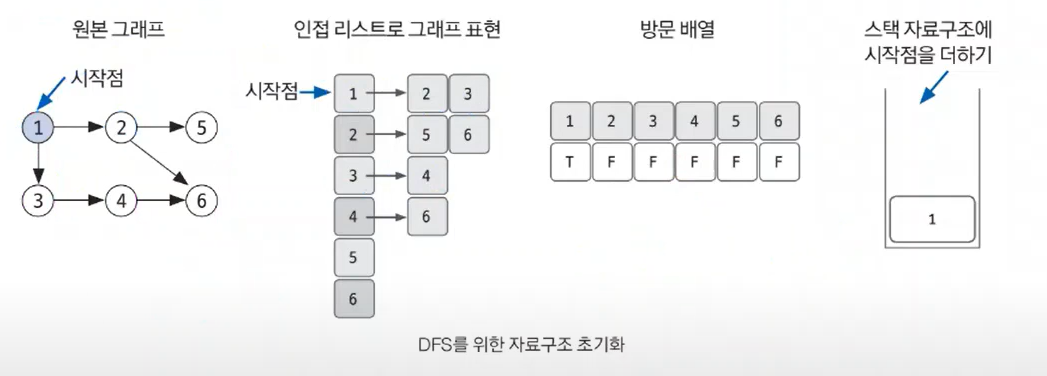 원본 그래프
시작점
1 2 5
3 4 6
인접 리스트로 그래프 표현
시작점 1 2 3
2 5 6
3 4
4 6
5
6
방문 배열
1 2 3 4 5 6
T F F F F F
스택 자료구조에
시작점을 더하기
1
DFS를 위한 자료구조 초기화